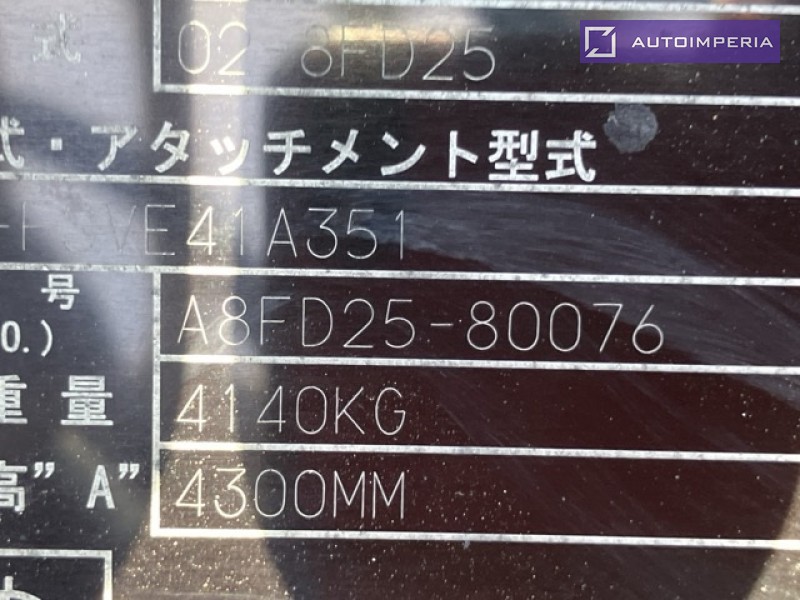 AUTOIMPERIA
式 02 8FD25
式・アタッチメント型式
VE41A351
号 A8FD25-80076
0.)
重量 4140KG
高"A" 4300MM